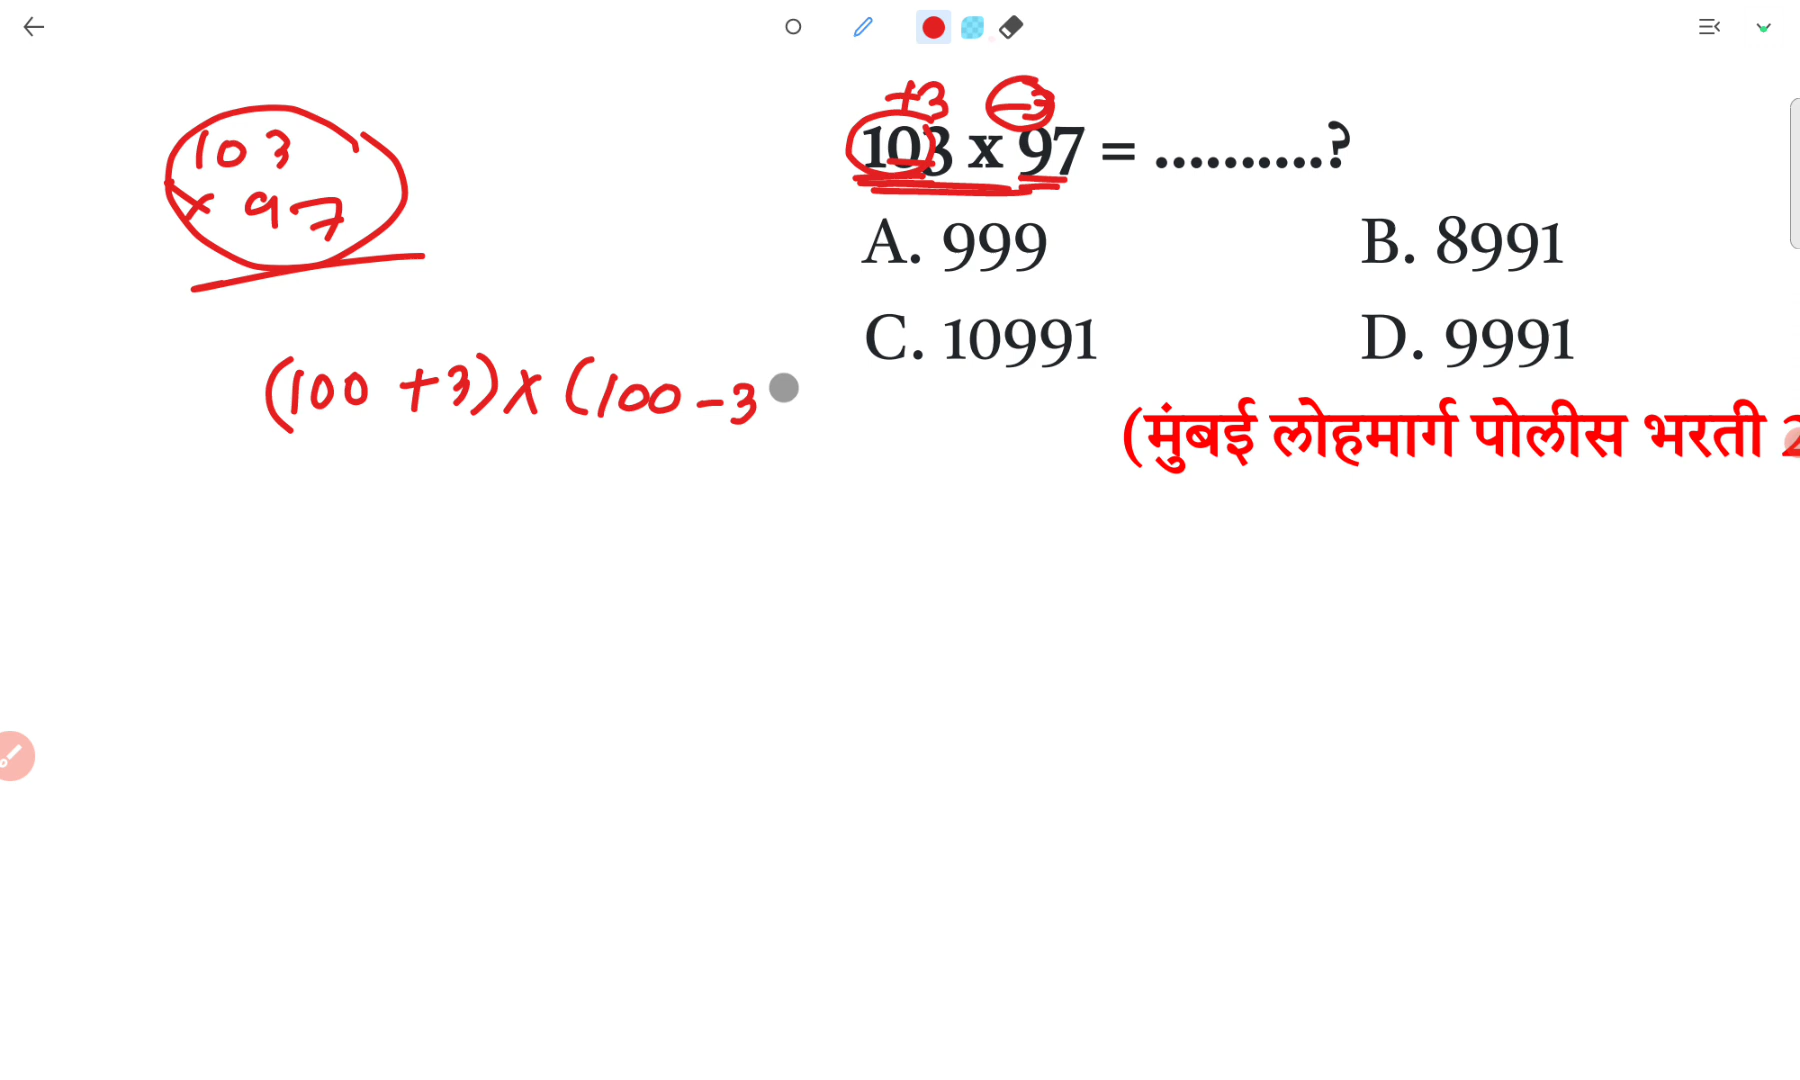 103
x 97
(100 +3)x (100-3
+3 -3
103 x 97 = ..........?
A. 999 B. 8991
C. 10991 D. 9991
(मुंबई लोहमार्ग पोलीस भरती